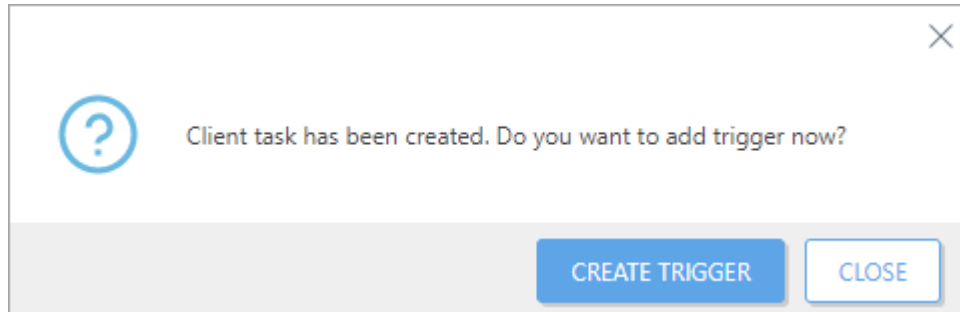 Client task has been created. Do you want to add trigger now?
CREATE TRIGGER
CLOSE